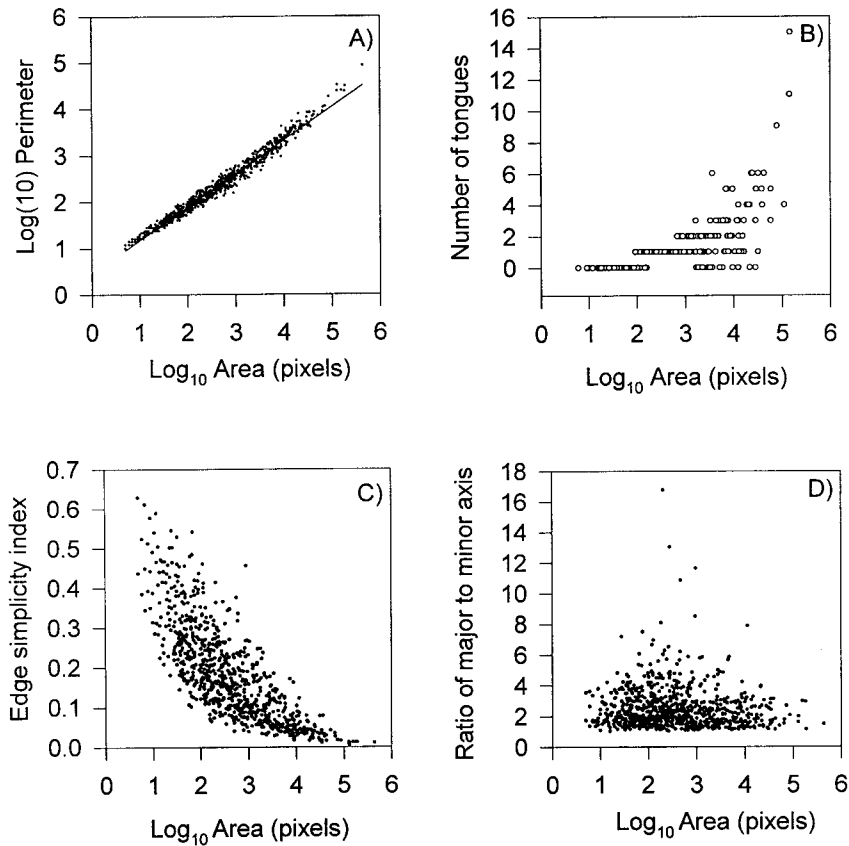 A)
6
5
4
3
2
1
0
Log(10) Perimeter
0 1 2 3 4 5 6
Log10 Area (pixels)
B)
16
14
12
10
8
6
4
2
0
Number of tongues
0 1 2 3 4 5 6
Log10 Area (pixels)
C)
0.7
0.6
0.5
0.4
0.3
0.2
0.1
0.0
Edge simplicity index
0 1 2 3 4 5 6
Log10 Area (pixels)
D)
18
16
14
12
10
8
6
4
2
0
Ratio of major to minor axis
0 1 2 3 4 5 6
Log10 Area (pixels)